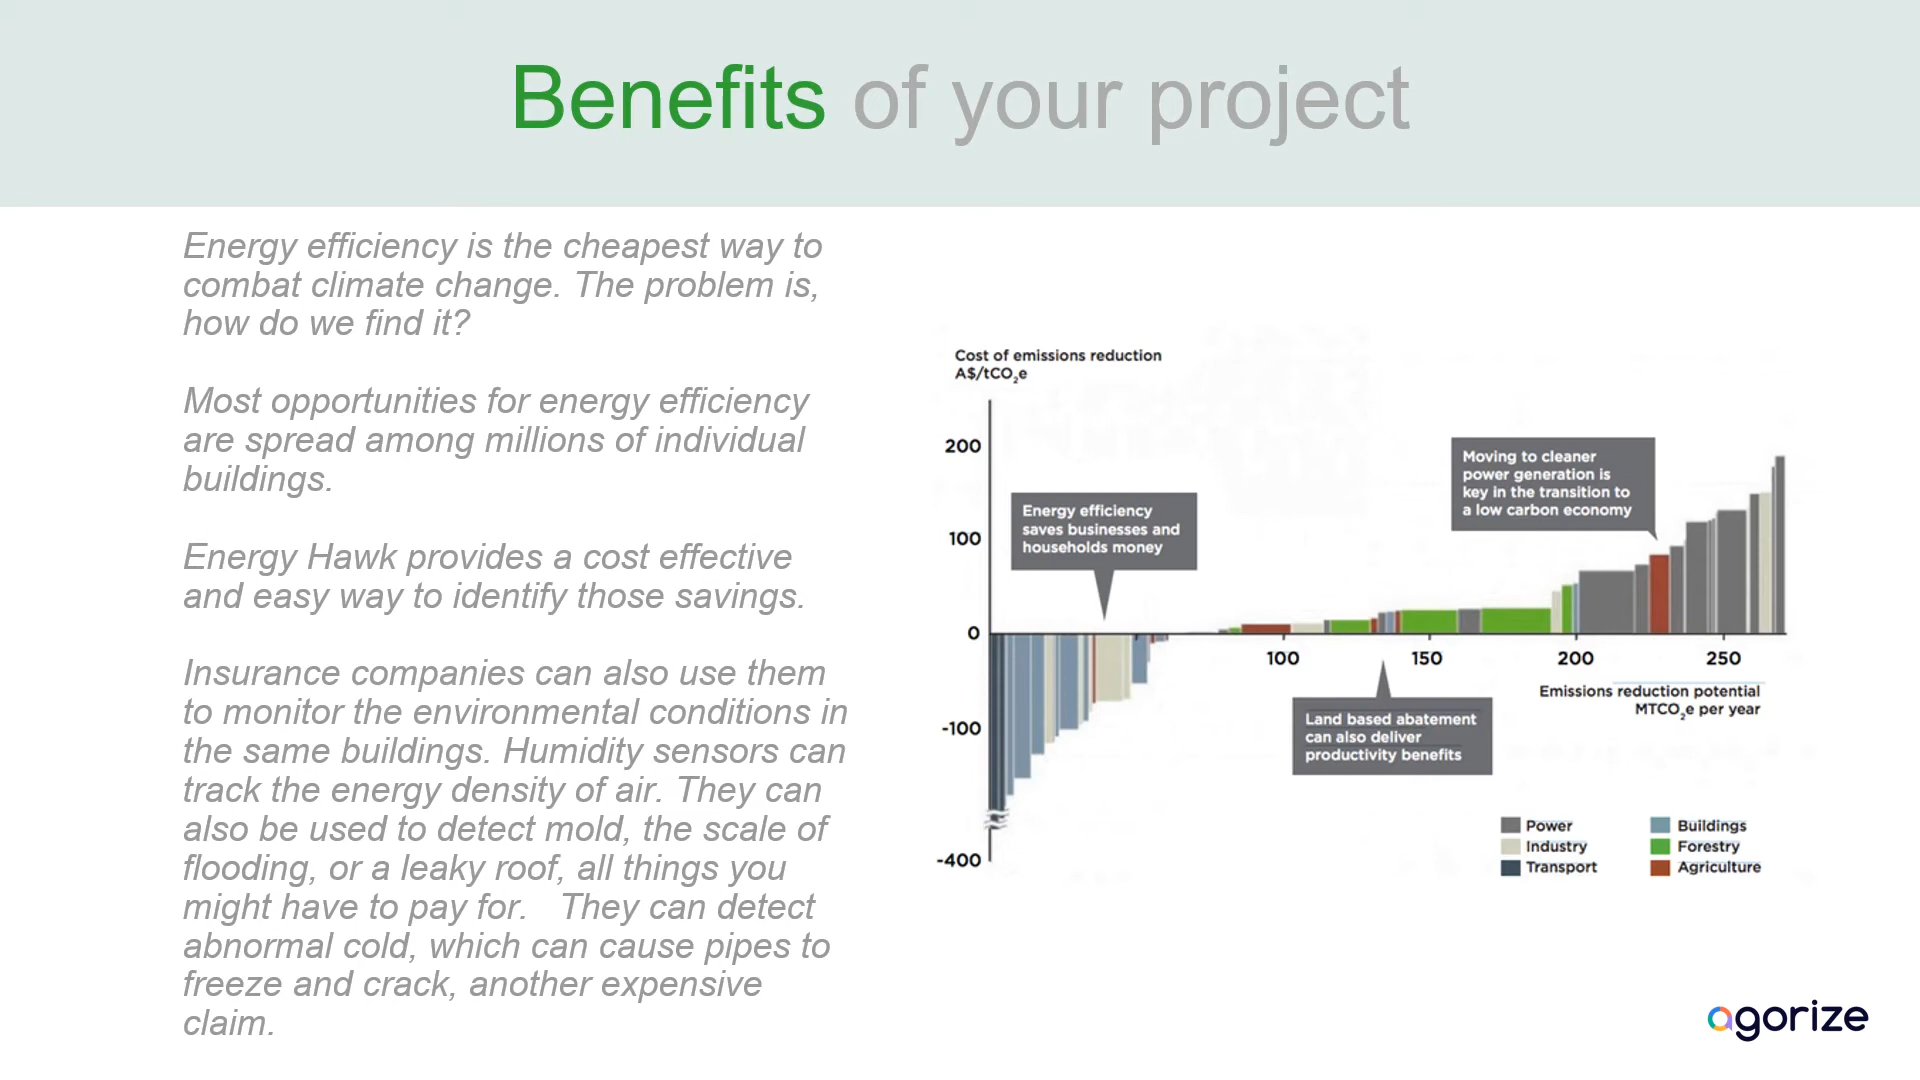 Benefits of your project
Energy efficiency is the cheapest way to
combat climate change. The problem is,
how do we find it?
Most opportunities for energy efficiency
are spread among millions of individual
buildings.
Energy Hawk provides a cost effective
and easy way to identify those savings.
Insurance companies can also use them
to monitor the environmental conditions in
the same buildings. Humidity sensors can
track the energy density of air. They can
also be used to detect mold, the scale of
flooding, or a leaky roof, all things you
might have to pay for.   They can detect
abnormal cold, which can cause pipes to
freeze and crack, another expensive
claim.
Cost of emissions reduction
A$/tCO₂e
200
100
0
-100
-400
Energy efficiency
saves businesses and
households money
Moving to cleaner
power generation is
key in the transition to
a low carbon economy
100 150 200 250
Emissions reduction potential
MTCO₂e per year
Land based abatement
can also deliver
productivity benefits
Power Buildings
Industry Forestry
Transport Agriculture
agorize